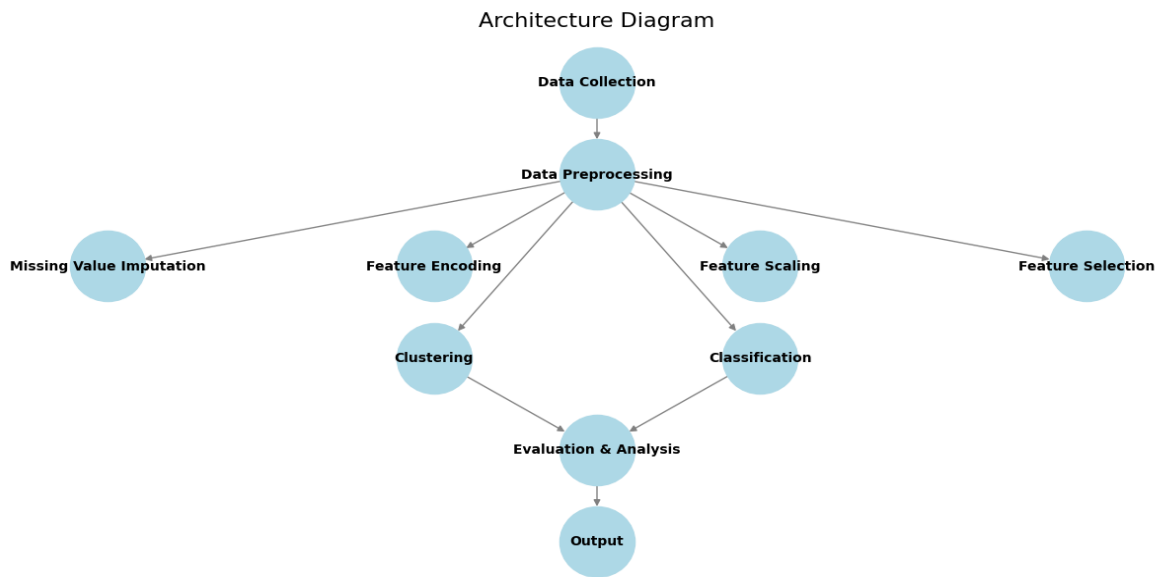 Architecture Diagram
Data Collection
Data Preprocessing
Missing Value Imputation
Feature Encoding
Feature Scaling
Feature Selection
Clustering
Classification
Evaluation & Analysis
Output